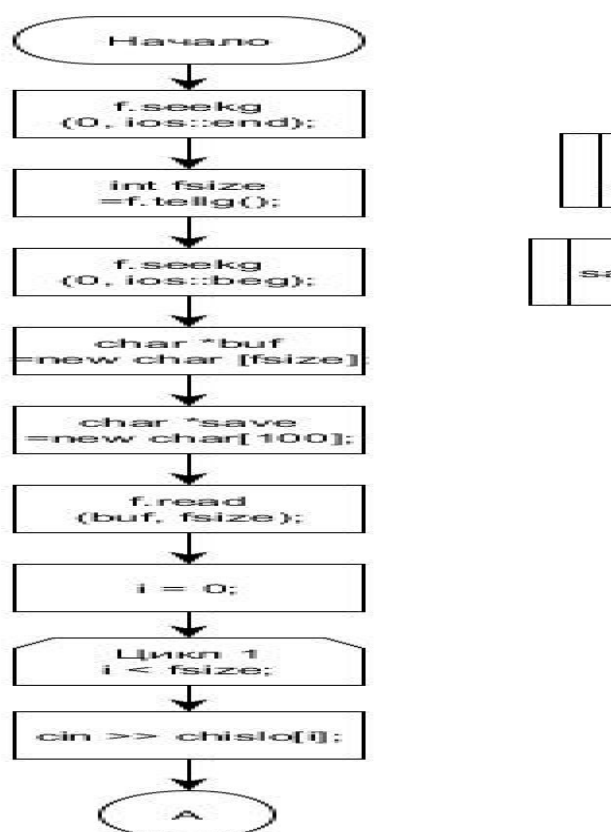 Начало
f.seekg
(0, ios::end);
int fsize
=f.tellg();
f.seekg
(0, ios::beg);
char *buf
=new char [fsize];
char *save
=new char[100];
f.read
(buf, fsize);
i = 0;
Цикл 1
i < fsize;
cin >> chislo[i];
A